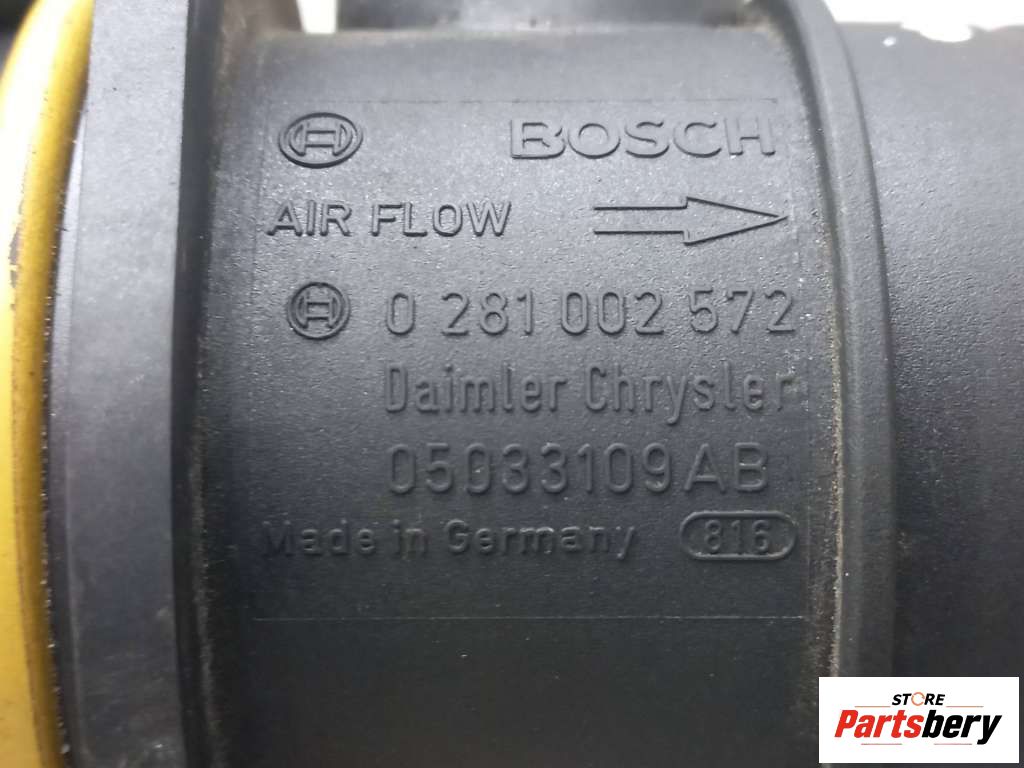 BOSCH
AIR FLOW
0 281 002 572
Daimler Chrysler
05033109AB
Made in Germany 816
STORE
Partsbery